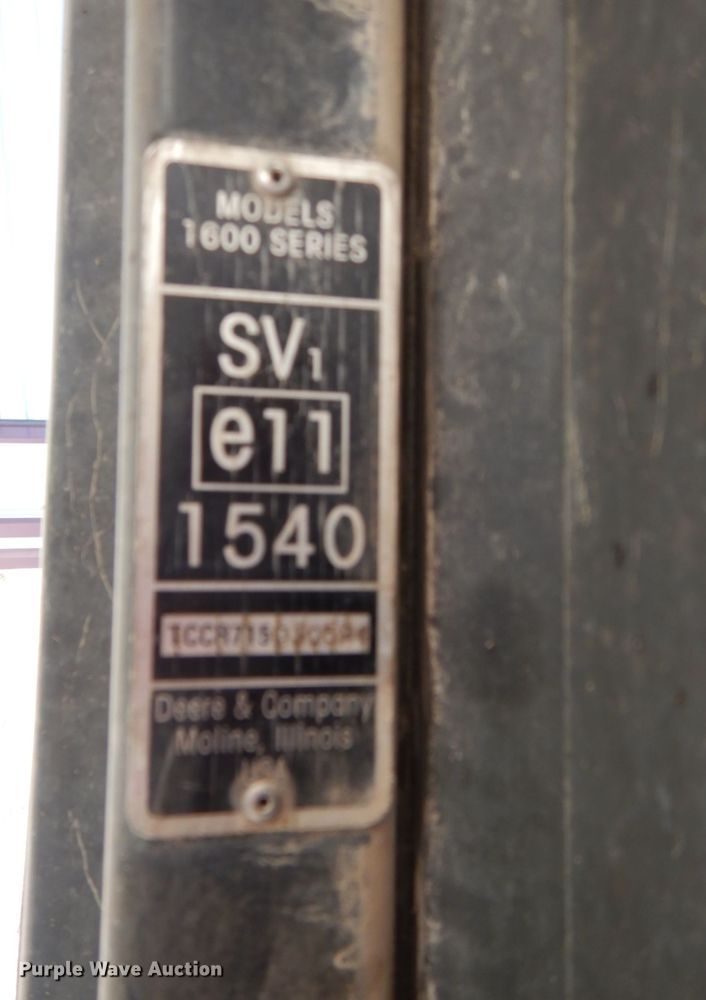 MODELS
1600 SERIES
SV1
e11
1540
Deere & Company
Moline, Illinois
USA
Purple Wave Auction